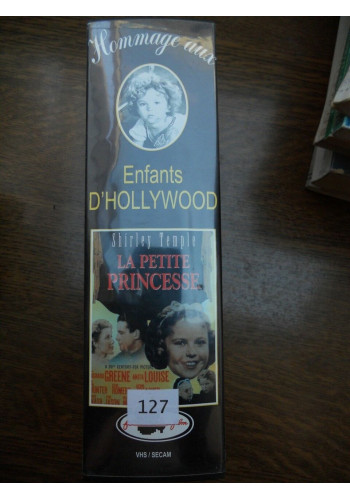 Hommage aux
Enfants
D'HOLLYWOOD
Shirley Temple
LA PETITE
PRINCESSE
GREENE LOUISE
127
VHS / SECAM